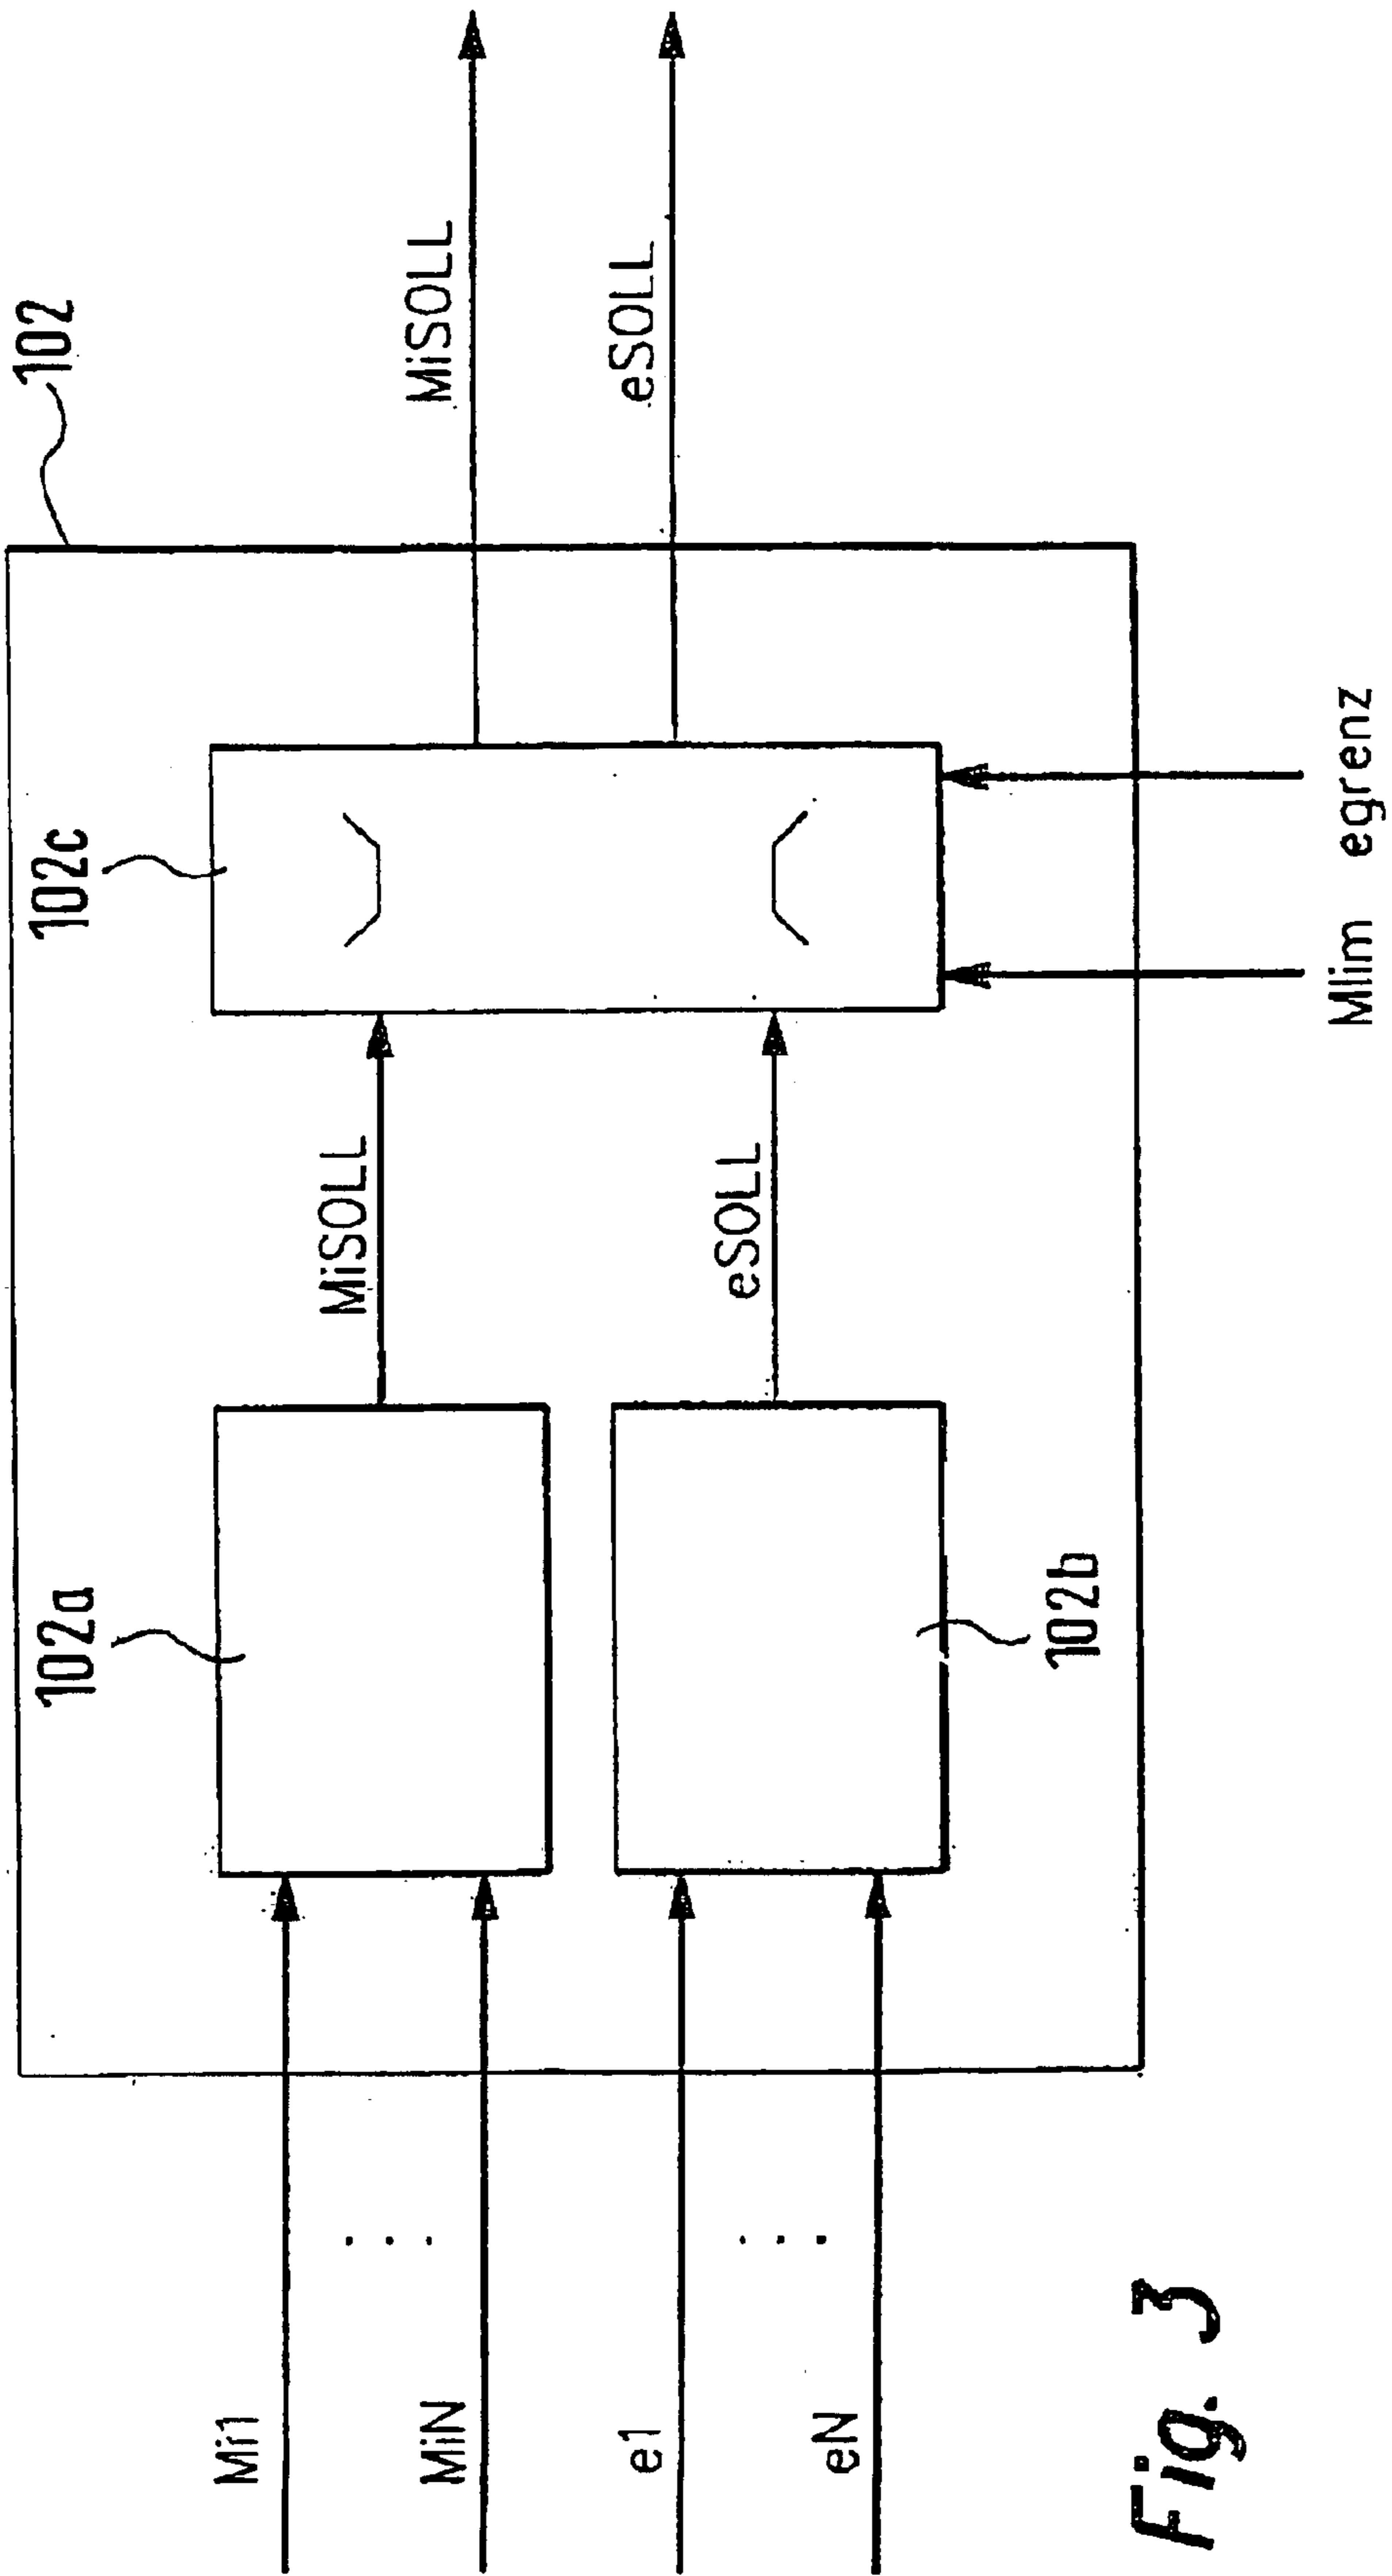 102
102c
102a
MiSOLL
MiSOLL
Mi1
MiN
eSOLL
eSOLL
e1
eN
102b
Mlim egrenz
Fig. 3